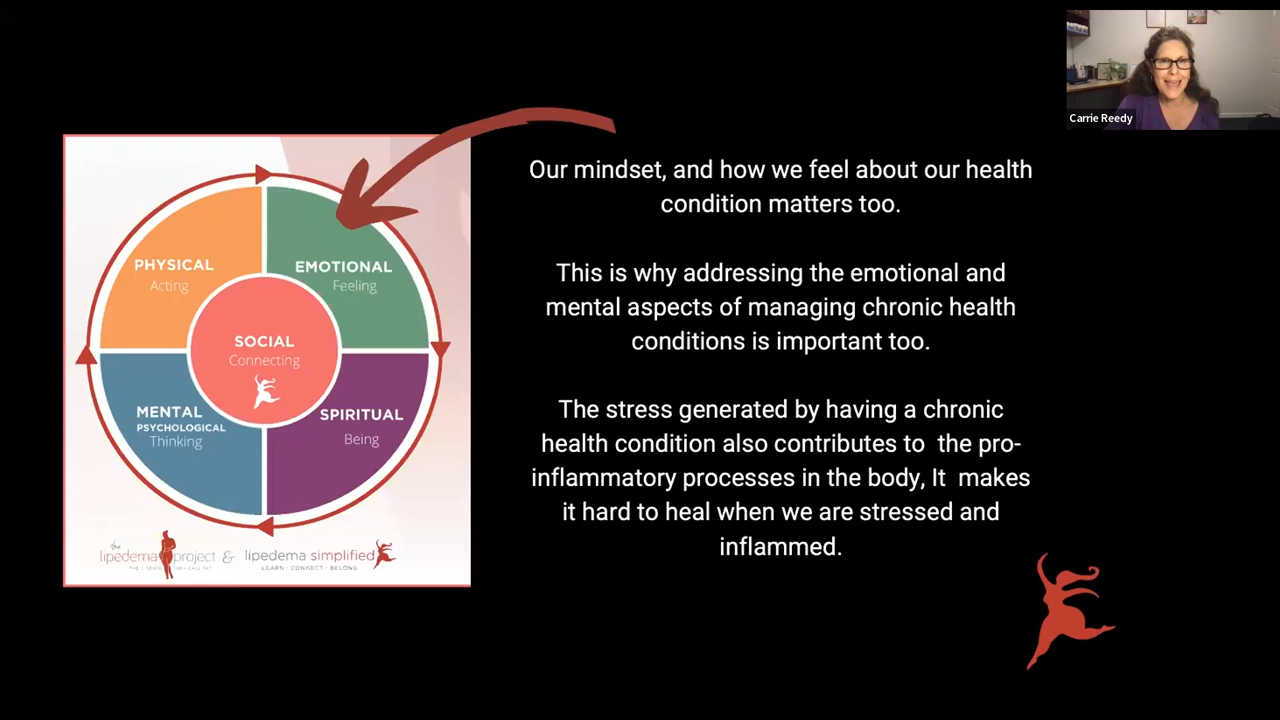 Carrie Reedy
Our mindset, and how we feel about our health
condition matters too.
This is why addressing the emotional and
mental aspects of managing chronic health
conditions is important too.
The stress generated by having a chronic
health condition also contributes to the pro-
inflammatory processes in the body, It makes
it hard to heal when we are stressed and
inflammed.
PHYSICAL
Acting
EMOTIONAL
Feeling
SOCIAL
Connecting
MENTAL
PSYCHOLOGICAL
Thinking
SPIRITUAL
Being
the
lipedema project & lipedema simplified
LEARN · CONNECT · BELONG